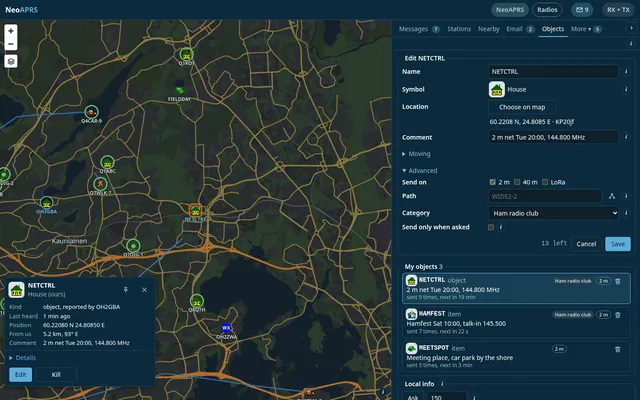 NeoAPRS
NeoAPRS
Radios
9
RX + TX
Messages 7
Stations
Nearby
Email 2
Objects
More 5
Edit NETCTRL
Name
NETCTRL
Symbol
House
Location
Choose on map
60.2208 N, 24.8085 E · KP20jf
Comment
2 m net Tue 20:00, 144.800 MHz
Moving
Advanced
Send on
2 m
40 m
LoRa
Path
WIDE2-2
Category
Ham radio club
Send only when asked
13 left
Cancel
Save
My objects 3
NETCTRL object
Ham radio club
2 m
2 m net Tue 20:00, 144.800 MHz
sent 9 times, next in 19 min
HAMFEST item
Ham radio club
2 m
Hamfest Sat 10:00, talk-in 145.500
sent 7 times, next in 22 s
MEETSPOT item
2 m
Meeting place, car park by the shore
sent 5 times, next in 3 min
Local info
Ask
150
FIELDDAY
Q4CAR-9
Q1ABC
Q7WLK-7
OH2GBA
Kauniainen
WX
NETCTRL
House (ours)
Kind
object, reported by OH2GBA
Last heard
1 min ago
Position
60.22080 N 24.80850 E
From us
5.2 km, 93° E
Comment
2 m net Tue 20:00, 144.800 MHz
Details
Edit
Kill